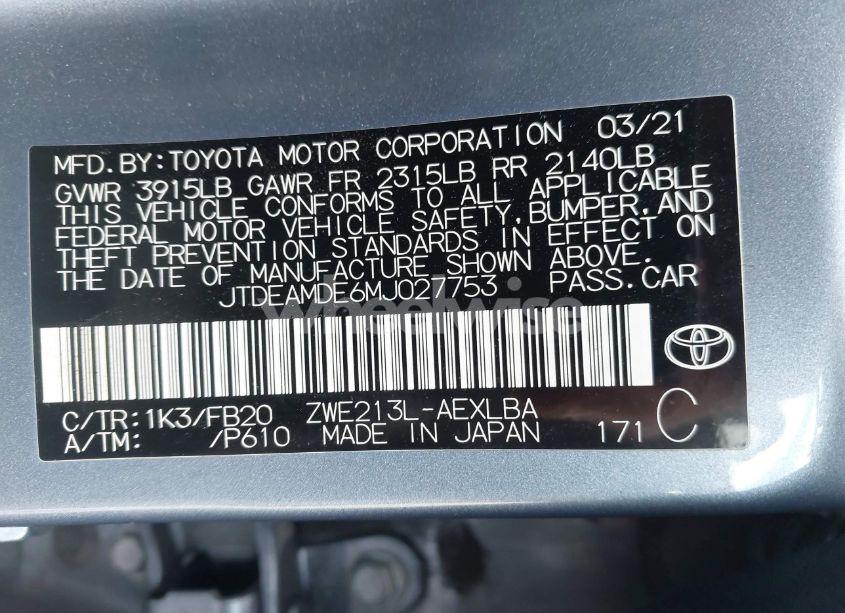 MFD.BY:TOYOTA MOTOR CORPORATION 03/21
GVWR 3915LB GAWR FR 2315LB RR 2140LB
THIS VEHICLE CONFORMS TO ALL APPLICABLE
FEDERAL MOTOR VEHICLE SAFETY,BUMPER,AND
THEFT PREVENTION STANDARDS IN EFFECT ON
THE DATE OF MANUFACTURE SHOWN ABOVE.
JTDEAMDE6MJ027753 PASS.CAR
wheelwise
C/TR:1K3/FB20 ZWE213L-AEXLBA
A/TM: /P610 MADE IN JAPAN 171 C